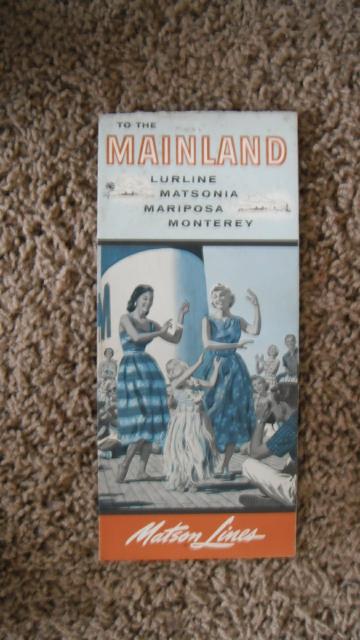 TO THE
MAINLAND
LURLINE
MATSONIA
MARIPOSA
MONTEREY
M
Matson Lines